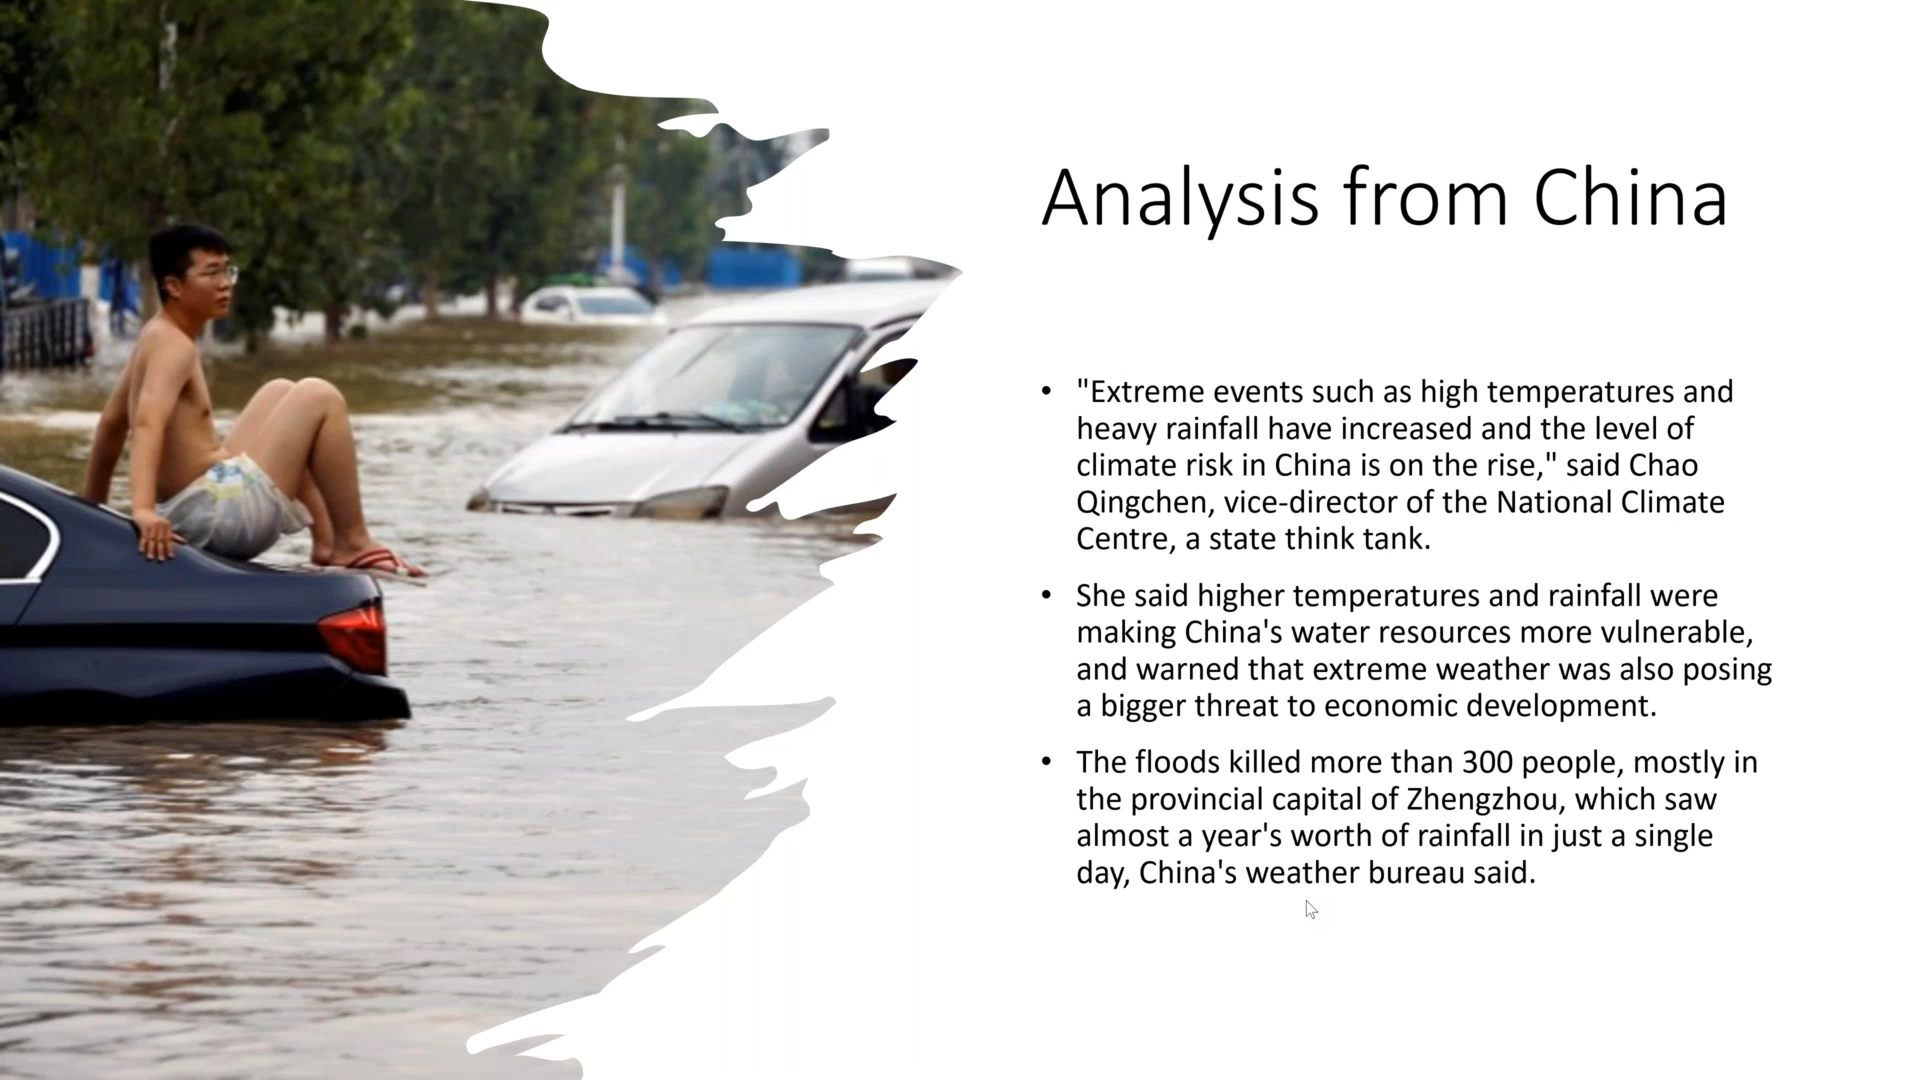 Analysis from China
• "Extreme events such as high temperatures and
heavy rainfall have increased and the level of
climate risk in China is on the rise," said Chao
Qingchen, vice-director of the National Climate
Centre, a state think tank.
• She said higher temperatures and rainfall were
making China's water resources more vulnerable,
and warned that extreme weather was also posing
a bigger threat to economic development.
• The floods killed more than 300 people, mostly in
the provincial capital of Zhengzhou, which saw
almost a year's worth of rainfall in just a single
day, China's weather bureau said.